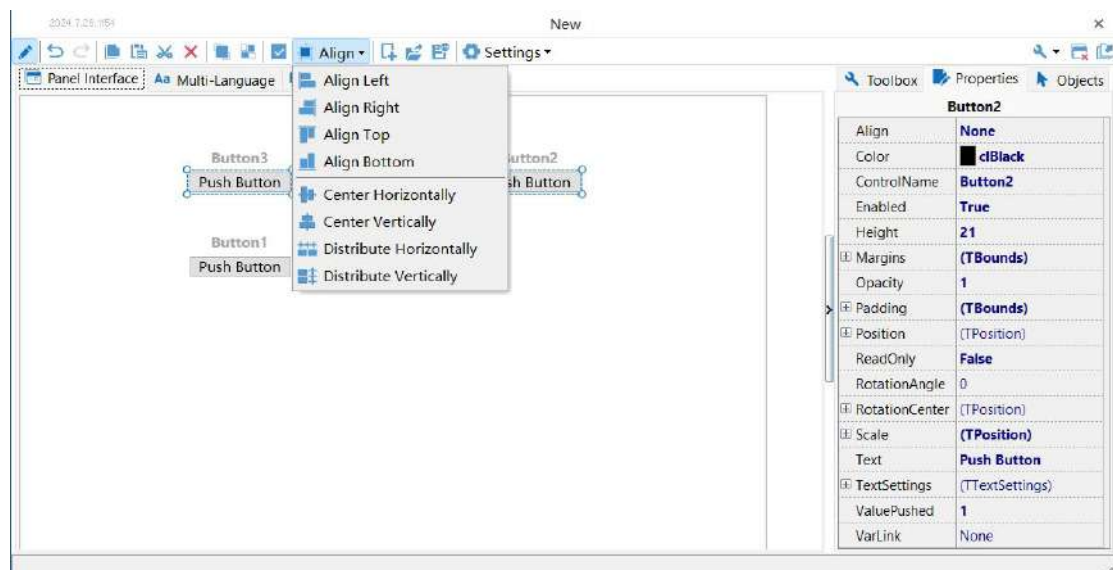 New
Align
Settings
Panel Interface
Aa Multi-Language
Align Left
Align Right
Align Top
Align Bottom
Center Horizontally
Center Vertically
Distribute Horizontally
Distribute Vertically
Button3
Push Button
utton2
sh Button
Button1
Push Button
Toolbox Properties Objects
Button2
Align None
Color clBlack
ControlName Button2
Enabled True
Height 21
Margins (TBounds)
Opacity 1
Padding (TBounds)
Position (TPosition)
ReadOnly False
RotationAngle 0
RotationCenter (TPosition)
Scale (TPosition)
Text Push Button
TextSettings (TTextSettings)
ValuePushed 1
VarLink None